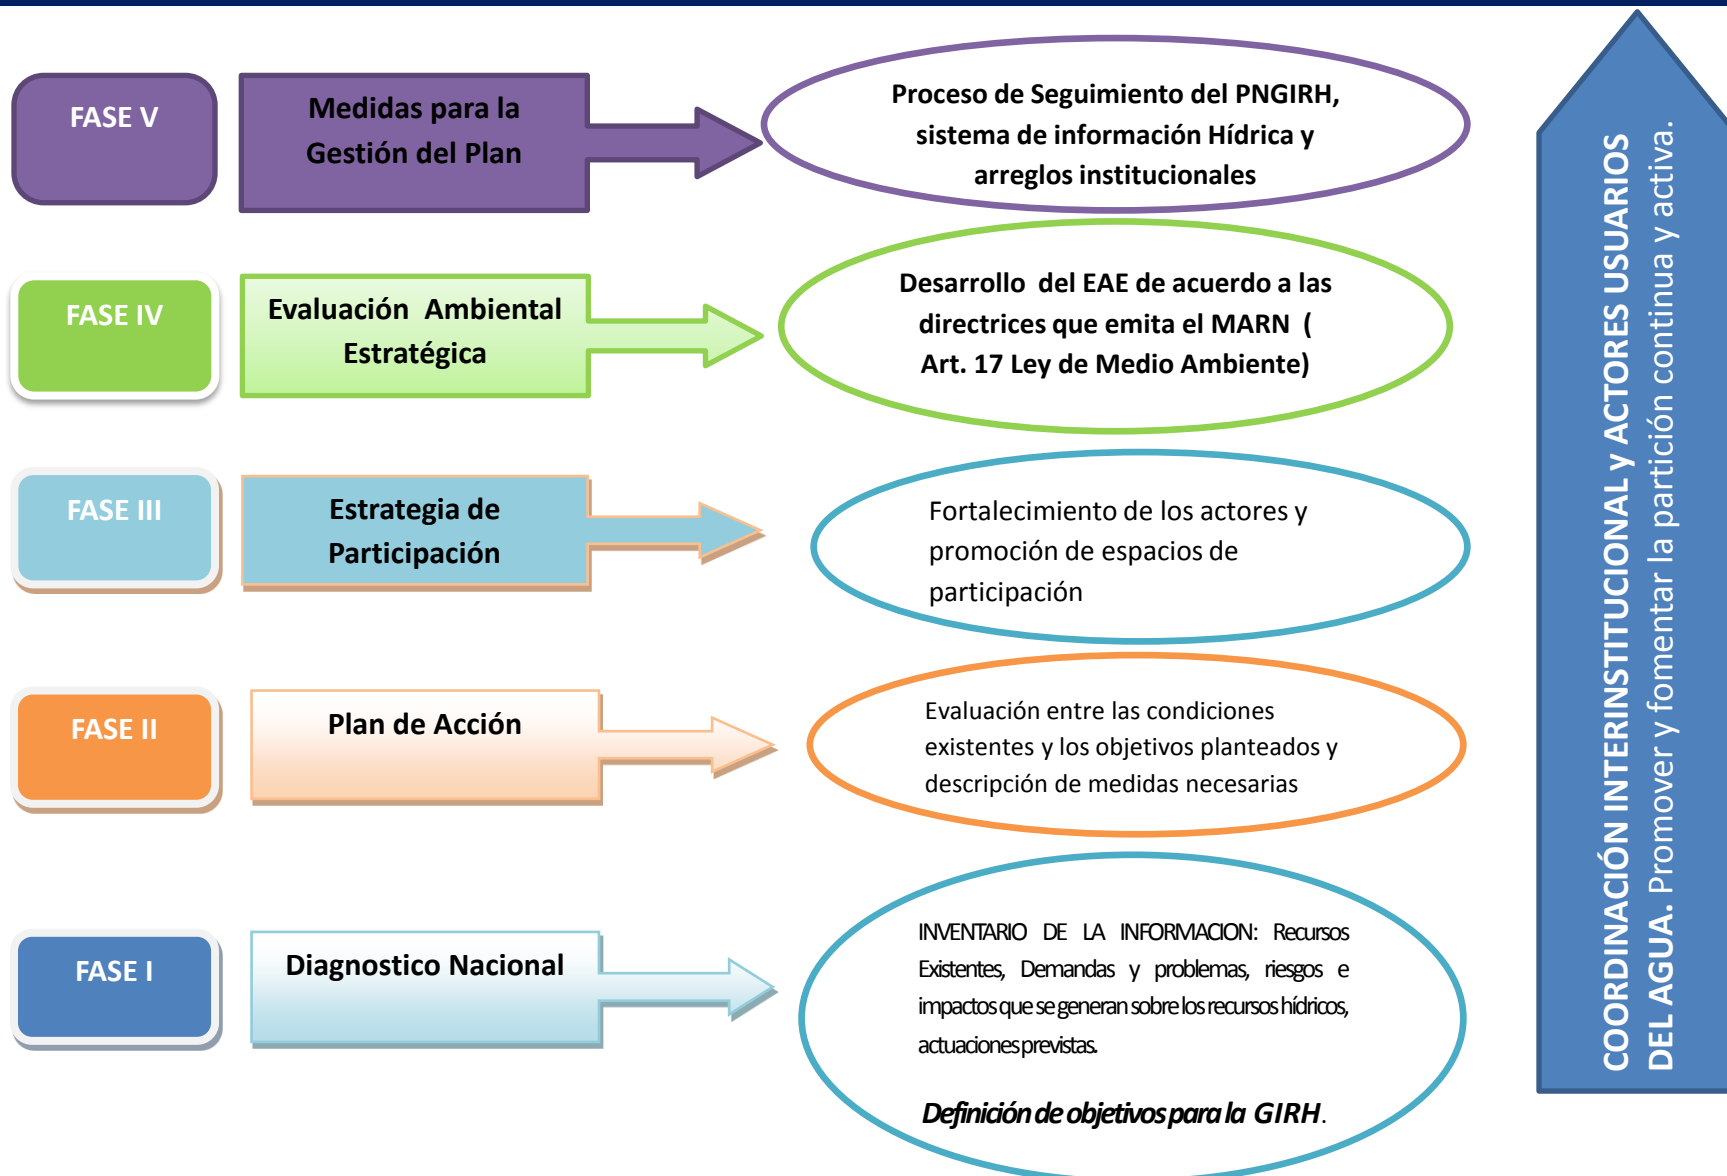 FASE V
Medidas para la
Gestión del Plan
Proceso de Seguimiento del PNGIRH,
sistema de información Hídrica y
arreglos institucionales
FASE IV
Evaluación Ambiental
Estratégica
Desarrollo del EAE de acuerdo a las
directrices que emita el MARN (
Art. 17 Ley de Medio Ambiente)
FASE III
Estrategia de
Participación
Fortalecimiento de los actores y
promoción de espacios de
participación
FASE II
Plan de Acción
Evaluación entre las condiciones
existentes y los objetivos planteados y
descripción de medidas necesarias
FASE I
Diagnostico Nacional
INVENTARIO DE LA INFORMACION: Recursos
Existentes, Demandas y problemas, riesgos e
impactos que se generan sobre los recursos hídricos,
actuaciones previstas.
Definición de objetivos para la GIRH.
COORDINACIÓN INTERINSTITUCIONAL y ACTORES USUARIOS
DEL AGUA. Promover y fomentar la partición continua y activa.